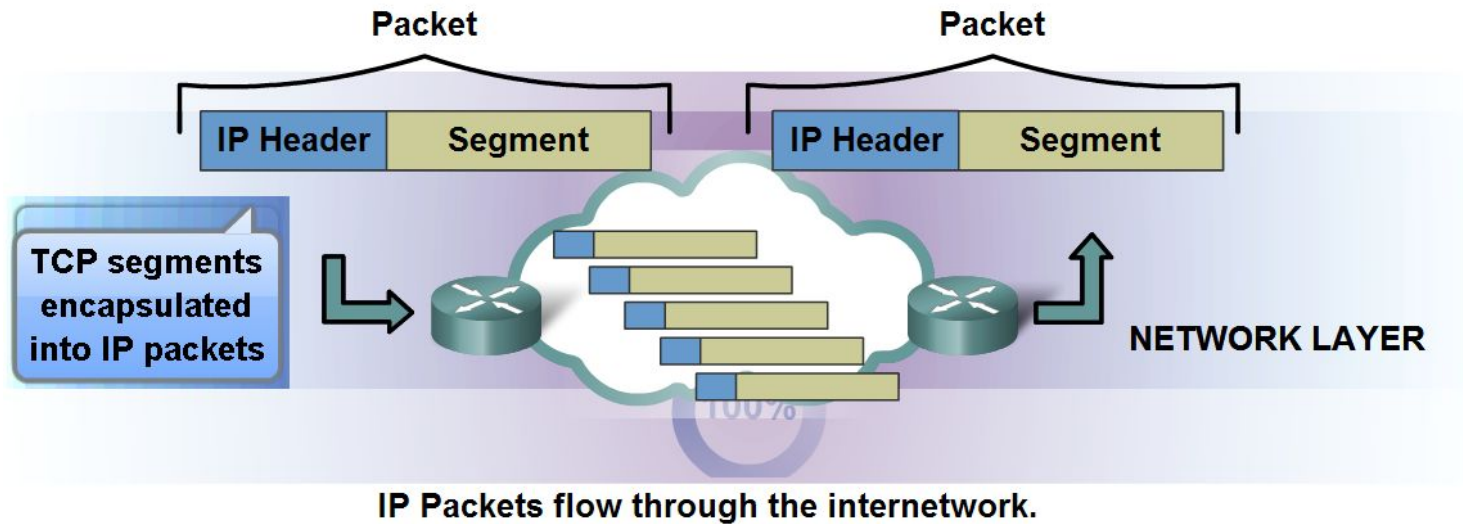 Packet
Packet
IP Header Segment
IP Header Segment
TCP segments
encapsulated
into IP packets
NETWORK LAYER
100%
IP Packets flow through the internetwork.